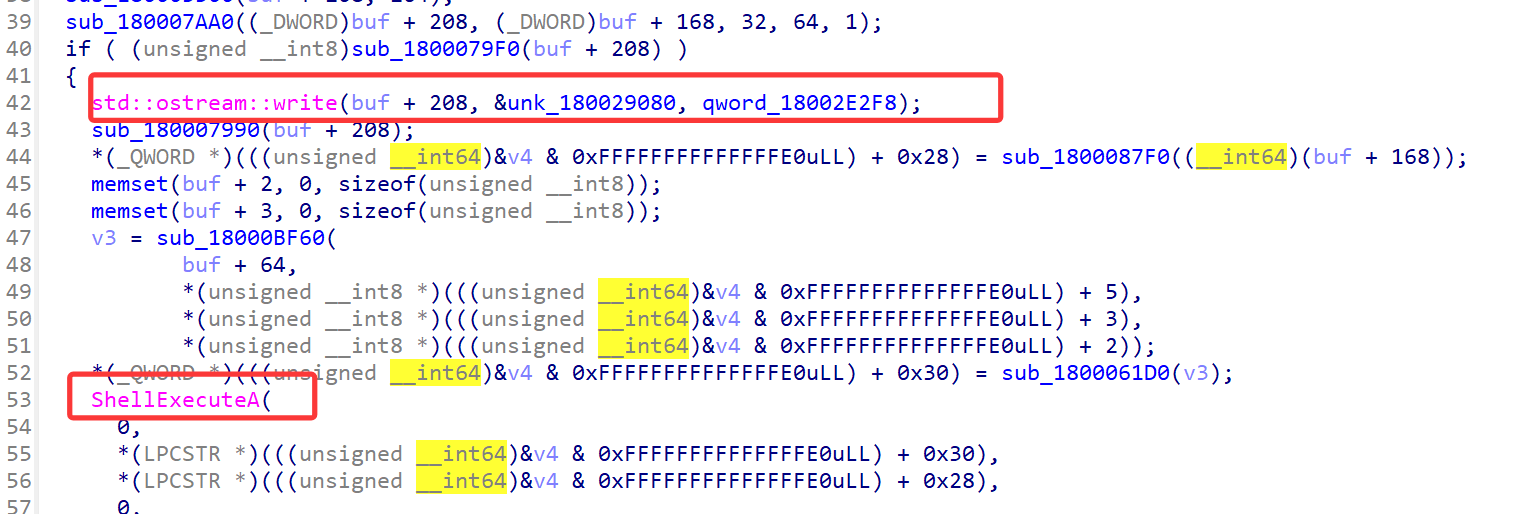 39 sub_180007AA0((_DWORD)buf + 208, (_DWORD)buf + 168, 32, 64, 1);
40 if ( (unsigned __int8)sub_1800079F0(buf + 208) )
41 {
42 std::ostream::write(buf + 208, &unk_180029080, qword_18002E2F8);
43 sub_180007990(buf + 208);
44 *(_QWORD *)(((unsigned __int64)&v4 & 0xFFFFFFFFFFFFFFE0uLL) + 0x28) = sub_1800087F0((__int64)(buf + 168));
45 memset(buf + 2, 0, sizeof(unsigned __int8));
46 memset(buf + 3, 0, sizeof(unsigned __int8));
47 v3 = sub_18000BF60(
48 buf + 64,
49 *(unsigned __int8 *)(((unsigned __int64)&v4 & 0xFFFFFFFFFFFFFFE0uLL) + 5),
50 *(unsigned __int8 *)(((unsigned __int64)&v4 & 0xFFFFFFFFFFFFFFE0uLL) + 3),
51 *(unsigned __int8 *)(((unsigned __int64)&v4 & 0xFFFFFFFFFFFFFFE0uLL) + 2));
52 *(_QWORD *)(((unsigned __int64)&v4 & 0xFFFFFFFFFFFFFFE0uLL) + 0x30) = sub_1800061D0(v3);
53 ShellExecuteA(
54 0,
55 *(LPCSTR *)(((unsigned __int64)&v4 & 0xFFFFFFFFFFFFFFE0uLL) + 0x30),
56 *(LPCSTR *)(((unsigned __int64)&v4 & 0xFFFFFFFFFFFFFFE0uLL) + 0x28),
57 0,